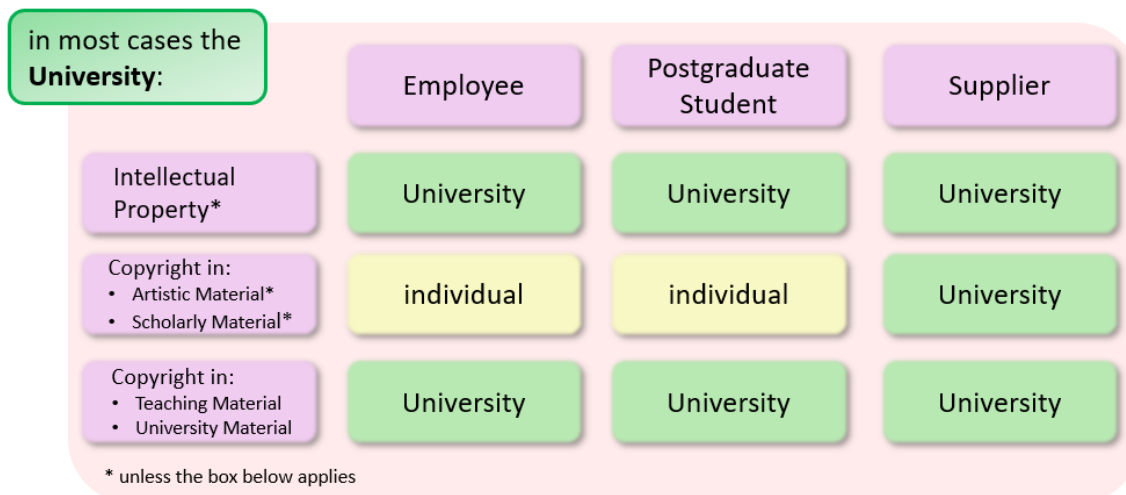 in most cases the
University:
Employee
Postgraduate
Student
Supplier
Intellectual
Property*
University
University
University
Copyright in:
• Artistic Material*
• Scholarly Material*
individual
individual
University
Copyright in:
• Teaching Material
• University Material
University
University
University
* unless the box below applies